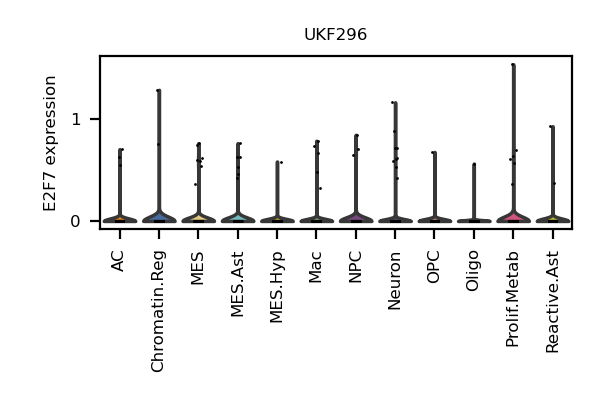 UKF296
E2F7 expression
1
0
AC
Chromatin.Reg
MES
MES.Ast
MES.Hyp
Mac
NPC
Neuron
OPC
Oligo
Prolif.Metab
Reactive.Ast